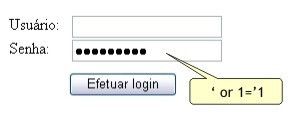 Usuário:
Senha: •••••••••
Efetuar login
‘ or 1=’1